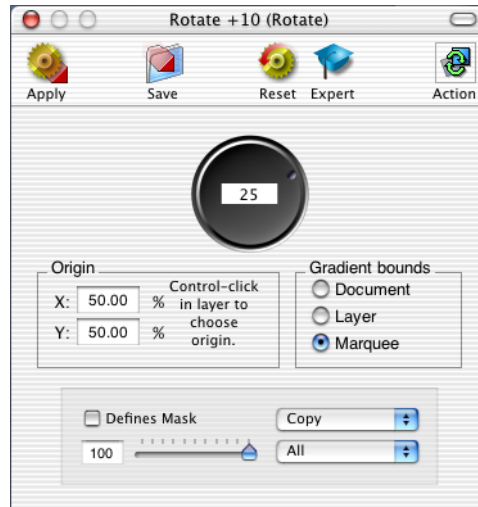 Rotate +10 (Rotate)
Apply
Save
Reset
Expert
Action
25
Origin
X: 50.00 %
Y: 50.00 %
Control-click
in layer to
choose
origin.
Gradient bounds
Document
Layer
Marquee
Defines Mask
Copy
100
All